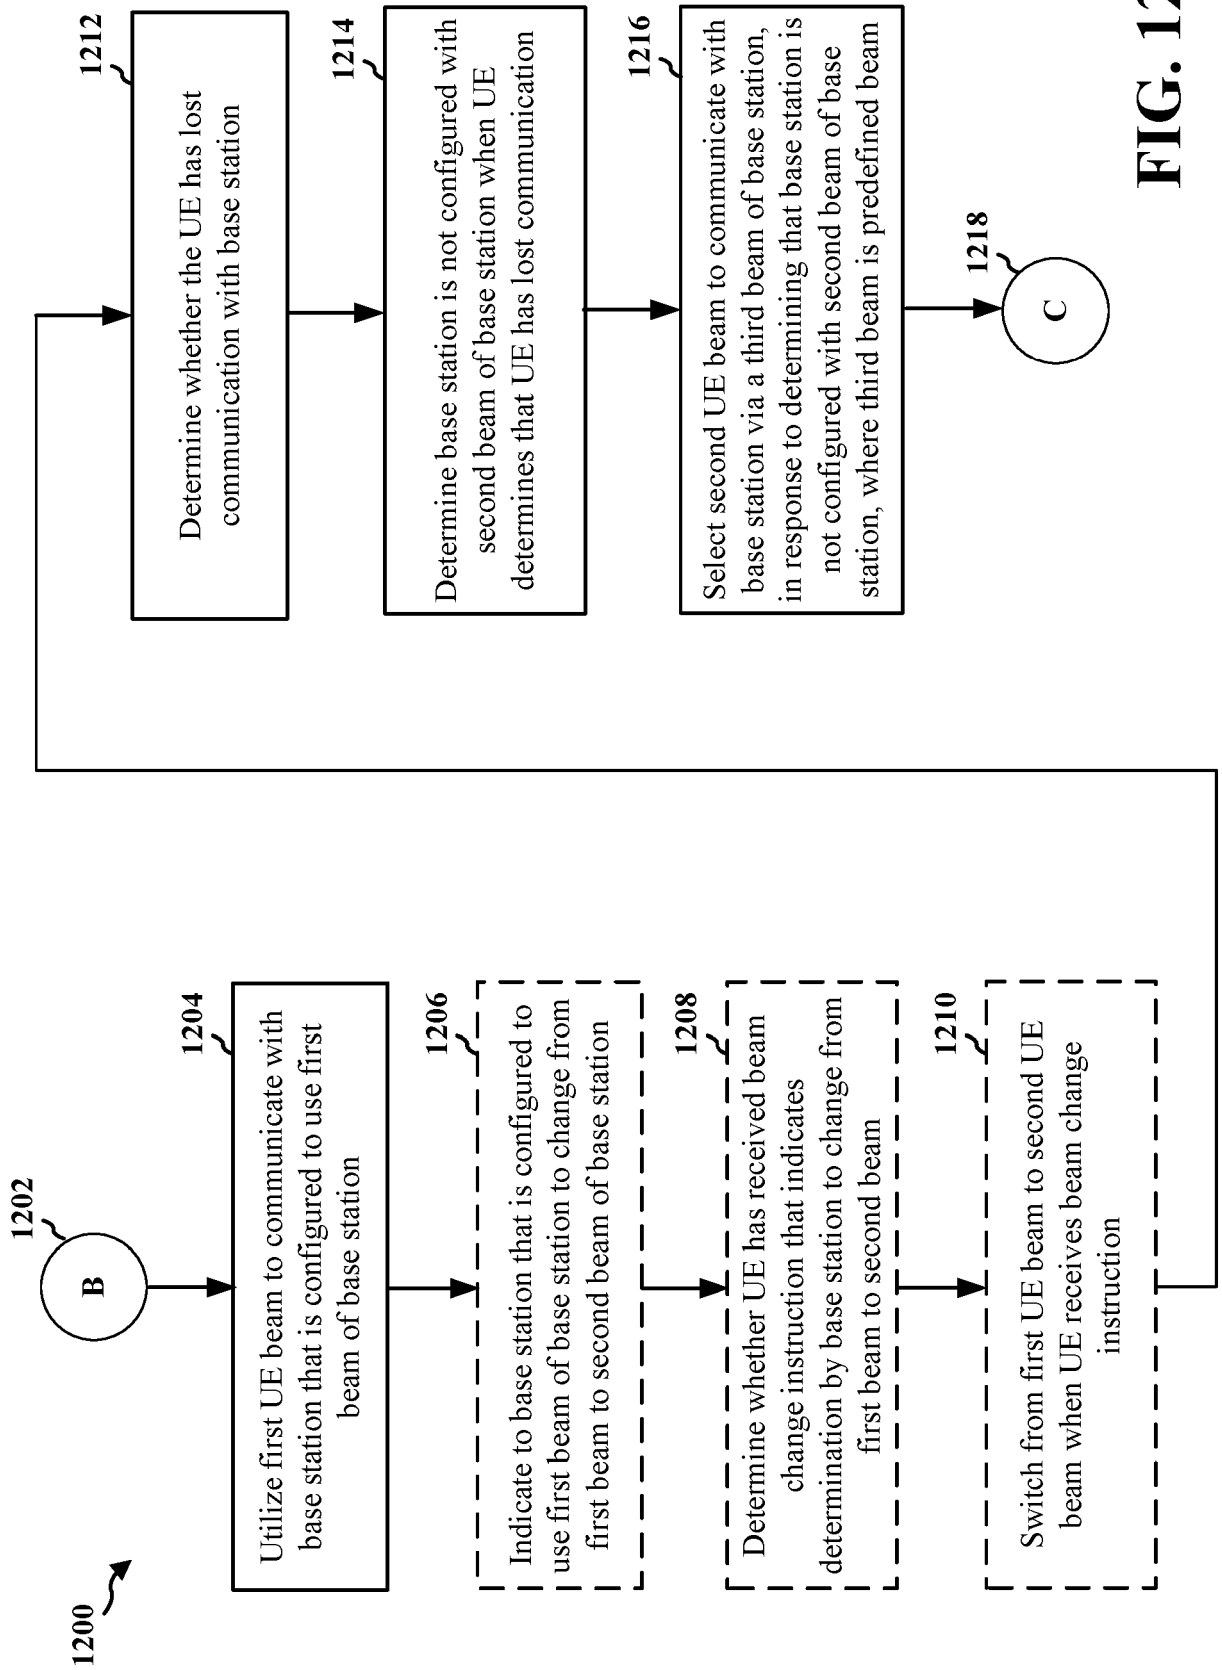 1200
1202
B
1204
Utilize first UE beam to communicate with
base station that is configured to use first
beam of base station
1206
Indicate to base station that is configured to
use first beam of base station to change from
first beam to second beam of base station
1208
Determine whether UE has received beam
change instruction that indicates
determination by base station to change from
first beam to second beam
1210
Switch from first UE beam to second UE
beam when UE receives beam change
instruction
1212
Determine whether the UE has lost
communication with base station
1214
Determine base station is not configured with
second beam of base station when UE
determines that UE has lost communication
1216
Select second UE beam to communicate with
base station via a third beam of base station,
in response to determining that base station is
not configured with second beam of base
station, where third beam is predefined beam
1218
C
FIG. 12